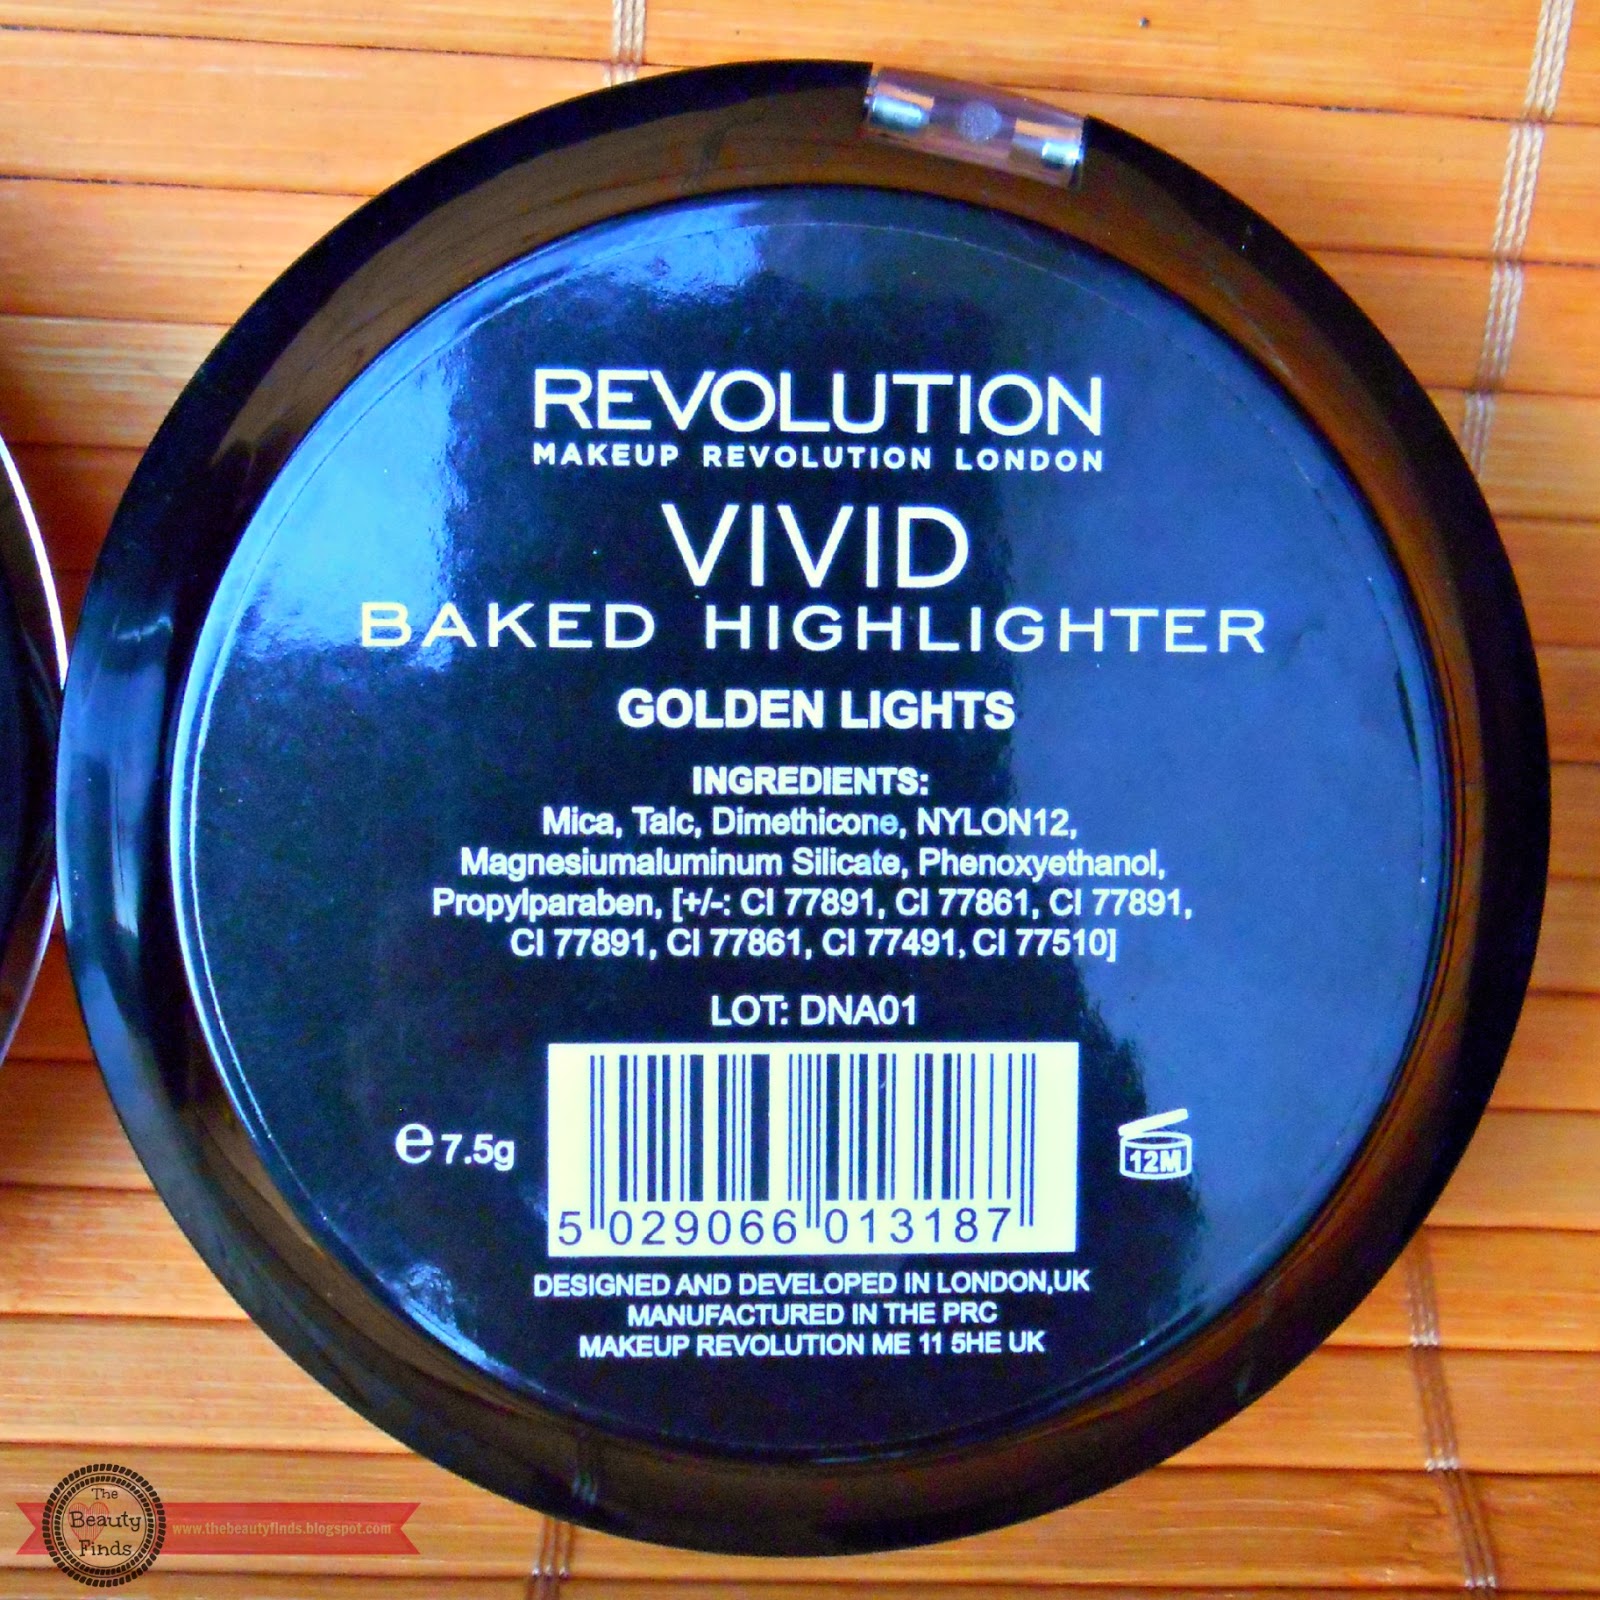 REVOLUTION
MAKEUP REVOLUTION LONDON
VIVID
BAKED HIGHLIGHTER
GOLDEN LIGHTS
INGREDIENTS:
Mica, Talc, Dimethicone, NYLON12,
Magnesiumaluminum Silicate, Phenoxyethanol,
Propylparaben, [+/-: CI 77891, CI 77861, CI 77891,
CI 77891, CI 77861, CI 77491, CI 77510]
LOT: DNA01
e 7.5g
5 029066 013187
12M
DESIGNED AND DEVELOPED IN LONDON,UK
MANUFACTURED IN THE PRC
MAKEUP REVOLUTION ME 11 5HE UK
The
Beauty
Finds
www.thebeautyfinds.blogspot.com